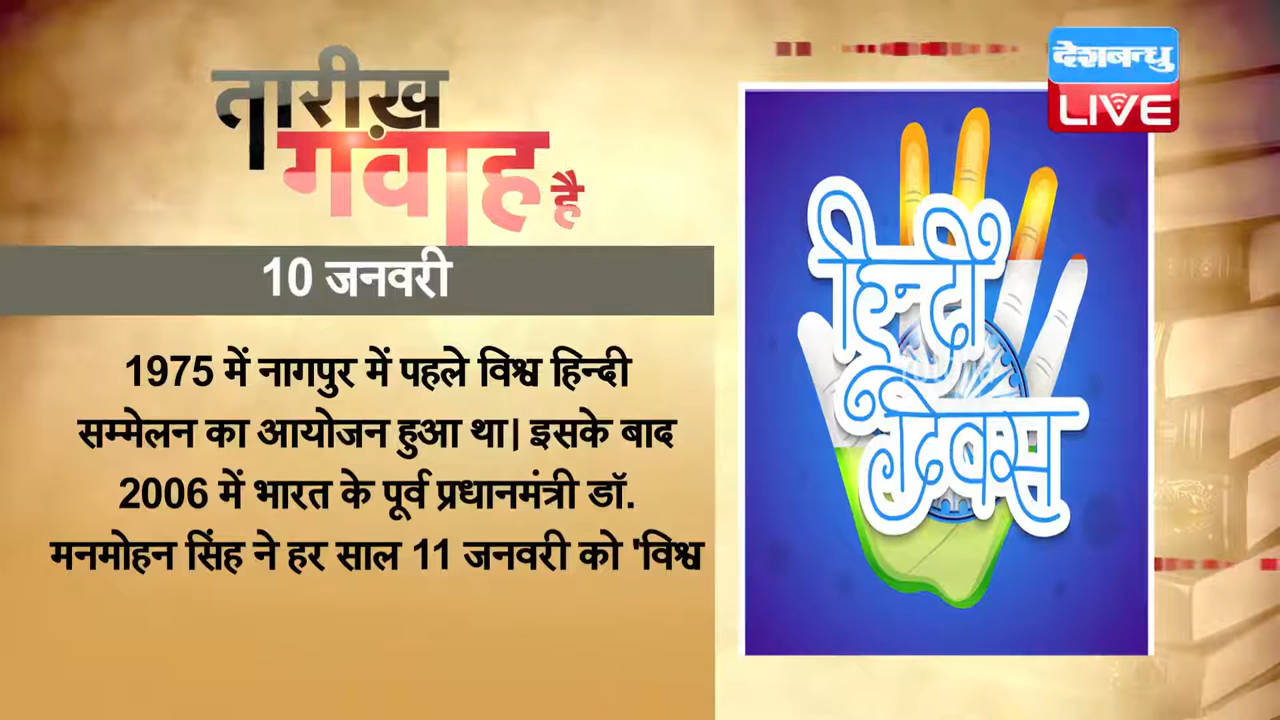 तारीख़
गवाह है
देशबन्धु
LIVE
10 जनवरी
1975 में नागपुर में पहले विश्व हिन्दी
सम्मेलन का आयोजन हुआ था| इसके बाद
2006 में भारत के पूर्व प्रधानमंत्री डॉ.
मनमोहन सिंह ने हर साल 11 जनवरी को 'विश्व
हिन्दी
दिवस